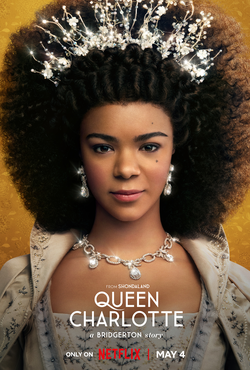 FROM SHONDALAND
QUEEN
CHARLOTTE
a BRIDGERTON story
ONLY ON NETFLIX | MAY 4